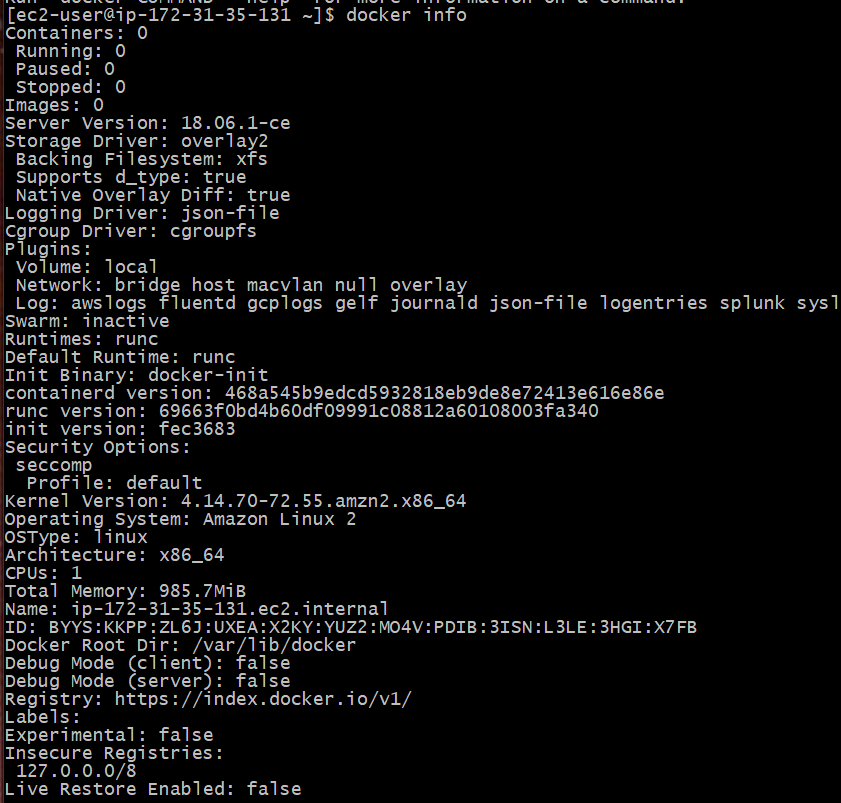 [ec2-user@ip-172-31-35-131 ~]$ docker info
Containers: 0
 Running: 0
 Paused: 0
 Stopped: 0
Images: 0
Server Version: 18.06.1-ce
Storage Driver: overlay2
 Backing Filesystem: xfs
 Supports d_type: true
 Native Overlay Diff: true
Logging Driver: json-file
Cgroup Driver: cgroupfs
Plugins:
 Volume: local
 Network: bridge host macvlan null overlay
 Log: awslogs fluentd gcplogs gelf journald json-file logentries splunk sysl
Swarm: inactive
Runtimes: runc
Default Runtime: runc
Init Binary: docker-init
containerd version: 468a545b9edcd5932818eb9de8e72413e616e86e
runc version: 69663f0bd4b60df09991c08812a60108003fa340
init version: fec3683
Security Options:
 seccomp
  Profile: default
Kernel Version: 4.14.70-72.55.amzn2.x86_64
Operating System: Amazon Linux 2
OSType: linux
Architecture: x86_64
CPUs: 1
Total Memory: 985.7MiB
Name: ip-172-31-35-131.ec2.internal
ID: BYYS:KKPP:ZL6J:UXEA:X2KY:YUZ2:MO4V:PDIB:3ISN:L3LE:3HGI:X7FB
Docker Root Dir: /var/lib/docker
Debug Mode (client): false
Debug Mode (server): false
Registry: https://index.docker.io/v1/
Labels:
Experimental: false
Insecure Registries:
 127.0.0.0/8
Live Restore Enabled: false